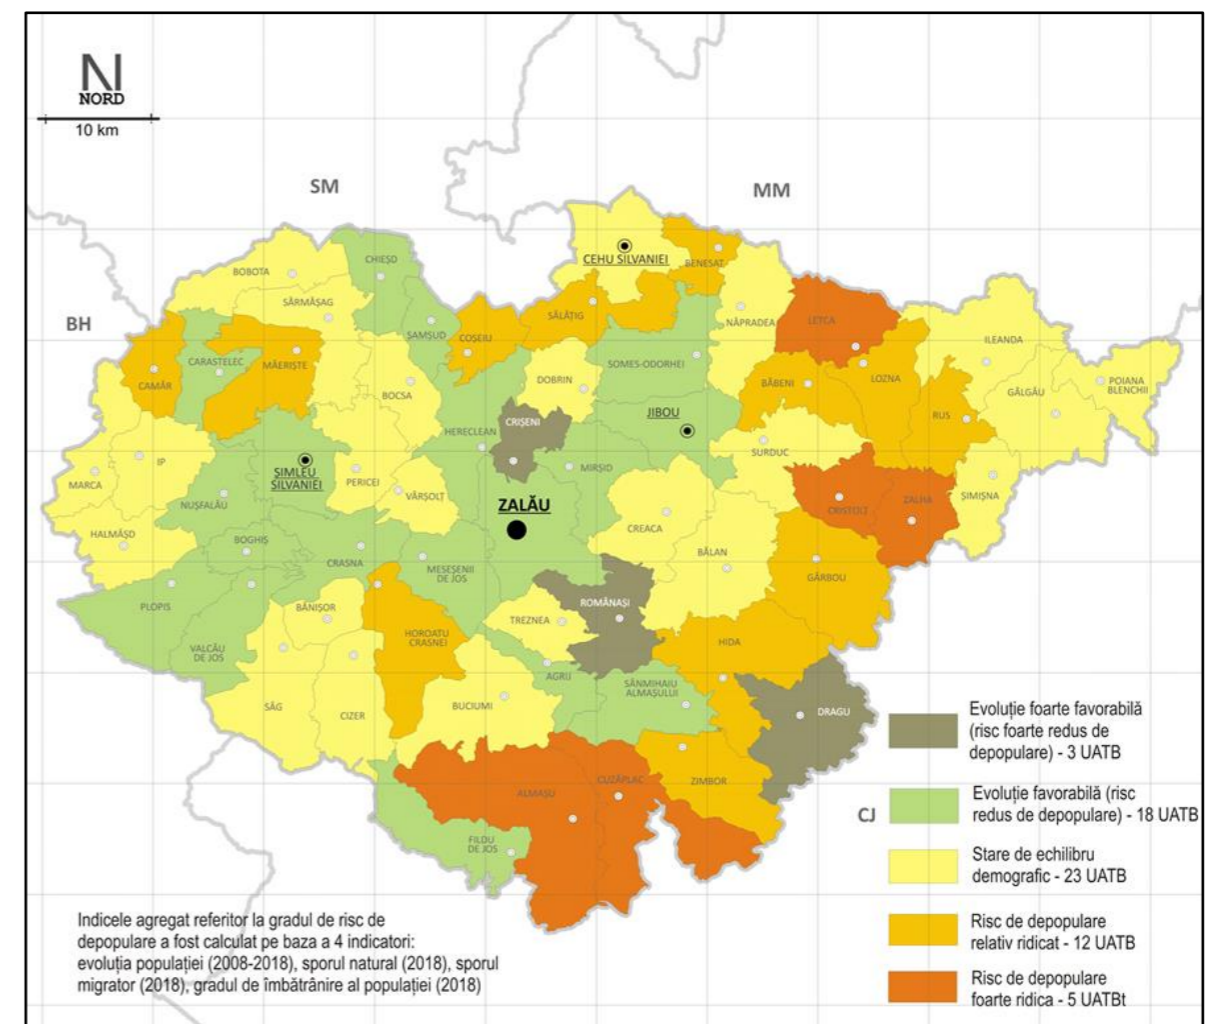 N
NORD
10 km
SM
MM
BH
CJ
CHIEȘD
BOBOTA
CEHU SILVANIEI
BENESAT
SĂRMĂȘAG
SĂLĂȚIG
NĂPRADEA
LETCA
SAMȘUD
COȘEIU
ILEANDA
CARASTELEC
MĂERIȘTE
SOMEȘ-ODORHEI
CAMĂR
DOBRIN
BĂBENI
LOZNA
POIANA
BLENCHII
BOCȘA
GÂLGĂU
JIBOU
RUS
CRIȘENI
HERECLEAN
SURDUC
IP
SIMLEU
SILVANIEI
MIRȘID
MARCA
PERICEI
VÂRȘOLȚ
ȘIMIȘNA
ZALHA
NUȘFALĂU
ZALĂU
CRISTOLȚ
CREACA
HALMĂȘD
BOGHIȘ
BĂLAN
CRASNA
MESEȘENII
DE JOS
GÂRBOU
PLOPIȘ
BĂNIȘOR
ROMÂNAȘI
TREZNEA
HOROATU
CRASNEI
HIDA
VALCĂU
DE JOS
AGRIJ
SÂNMIHAIU
ALMAȘULUI
SÂG
CIZER
BUCIUMI
DRAGU
CUZĂPLAC
ZIMBOR
ALMAȘU
FILDU
DE JOS
Evoluție foarte favorabilă
(risc foarte redus de
depopulare) - 3 UATB
Evoluție favorabilă (risc
redus de depopulare) - 18 UATB
Stare de echilibru
demografic - 23 UATB
Risc de depopulare
relativ ridicat - 12 UATB
Risc de depopulare
foarte ridica - 5 UATBt
Indicele agregat referitor la gradul de risc de
depopulare a fost calculat pe baza a 4 indicatori:
evoluția populației (2008-2018), sporul natural (2018), sporul
migrator (2018), gradul de îmbătrânire al populației (2018)